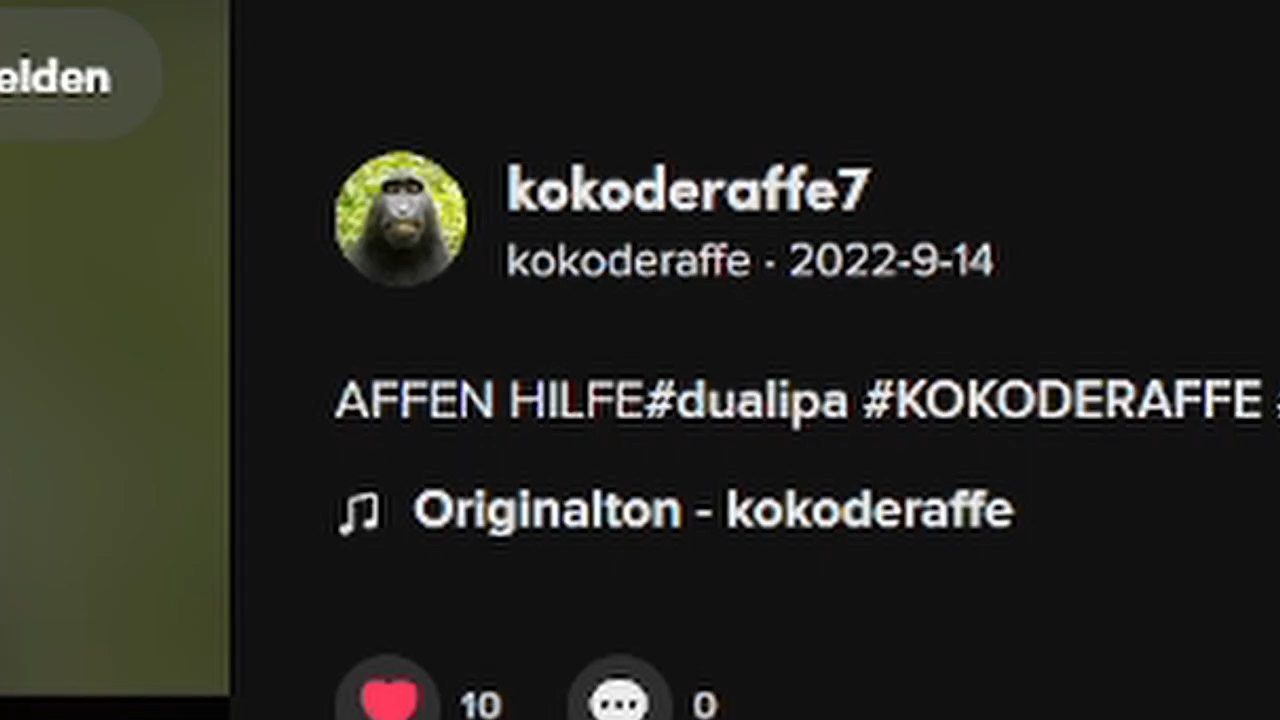 elden
kokoderaffe7
kokoderaffe · 2022-9-14
AFFEN HILFE#dualipa #KOKODERAFFE
Originalton - kokoderaffe
10 0